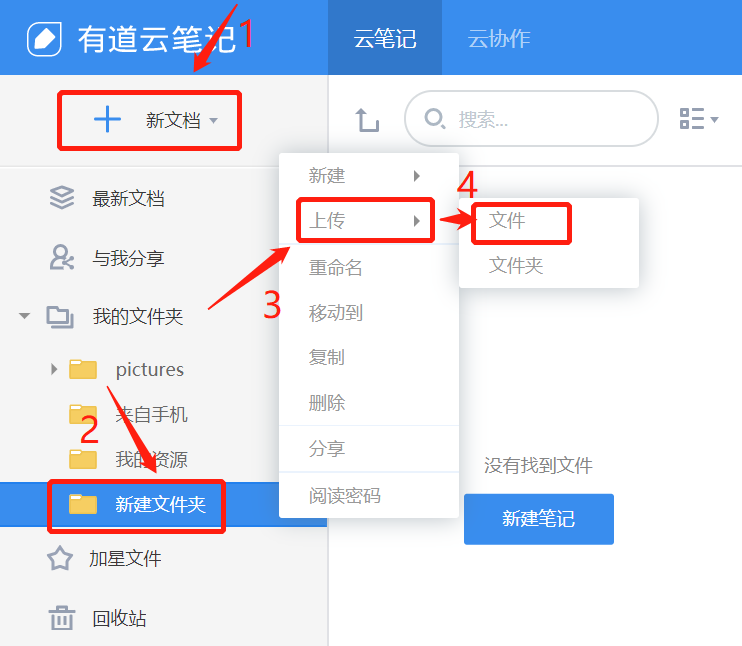 有道云笔记
1
云笔记
云协作
新文档
搜索...
最新文档
与我分享
我的文件夹
pictures
来自手机
我的资源
新建文件夹
加星文件
回收站
2
3
新建
上传
重命名
移动到
复制
删除
分享
阅读密码
4
文件
文件夹
没有找到文件
新建笔记